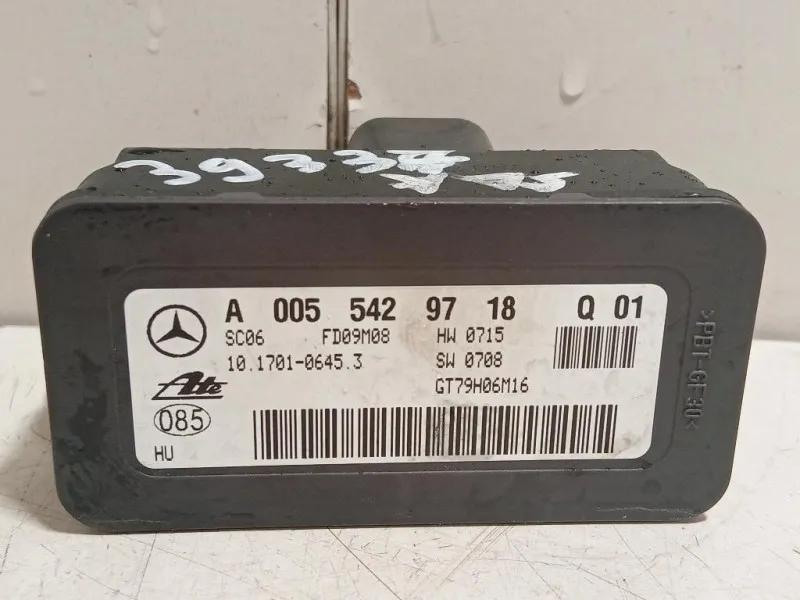 A 005 542 97 18 Q 01
SC06 FD09M08 HW 0715
10.1701-0645.3 SW 0708
Ate GT79H06M16
085
HU
>PBT-GF30<